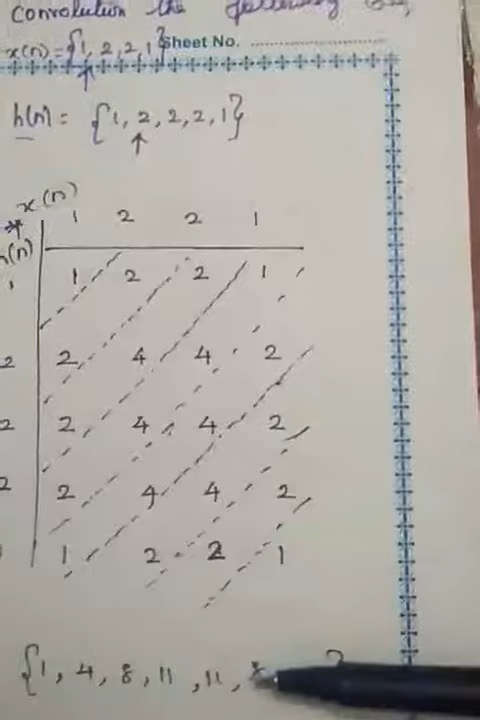 Convolution the following
x(n) = {1, 2, 2, 1} Sheet No. ........................
↑
h(n) = {1, 2, 2, 2, 1}
↑
x(n)
* 1 2 2 1
h(n)
1 1 2 2 1
2 2 4 4 2
2 2 4 4 2
2 2 4 4 2
1 1 2 2 1
{1, 4, 8, 11, 11, 8,